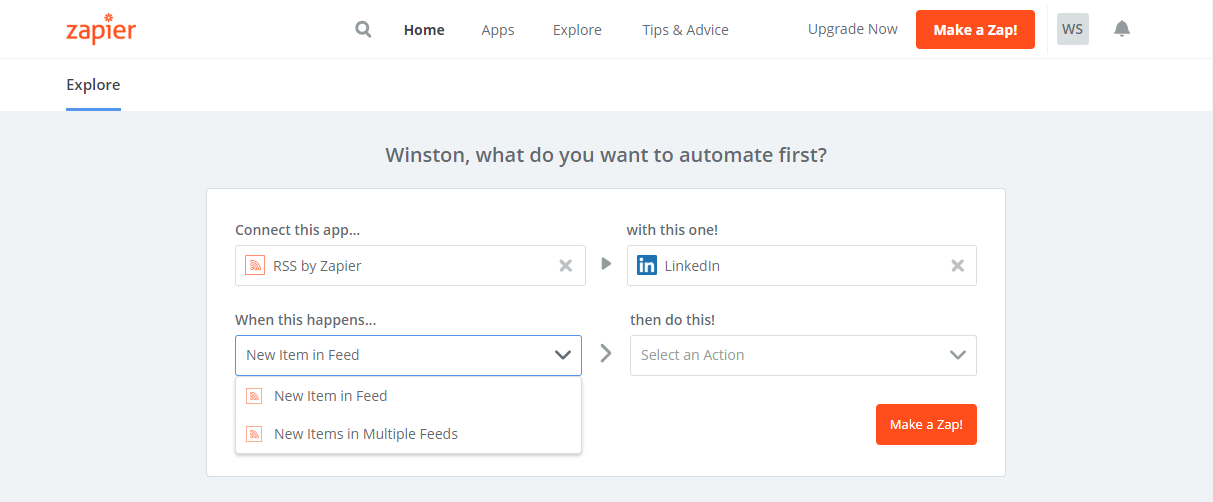 zapier
Home Apps Explore Tips & Advice Upgrade Now Make a Zap! WS
Explore
Winston, what do you want to automate first?
Connect this app... with this one!
RSS by Zapier LinkedIn
When this happens... then do this!
New Item in Feed Select an Action
New Item in Feed
New Items in Multiple Feeds
Make a Zap!